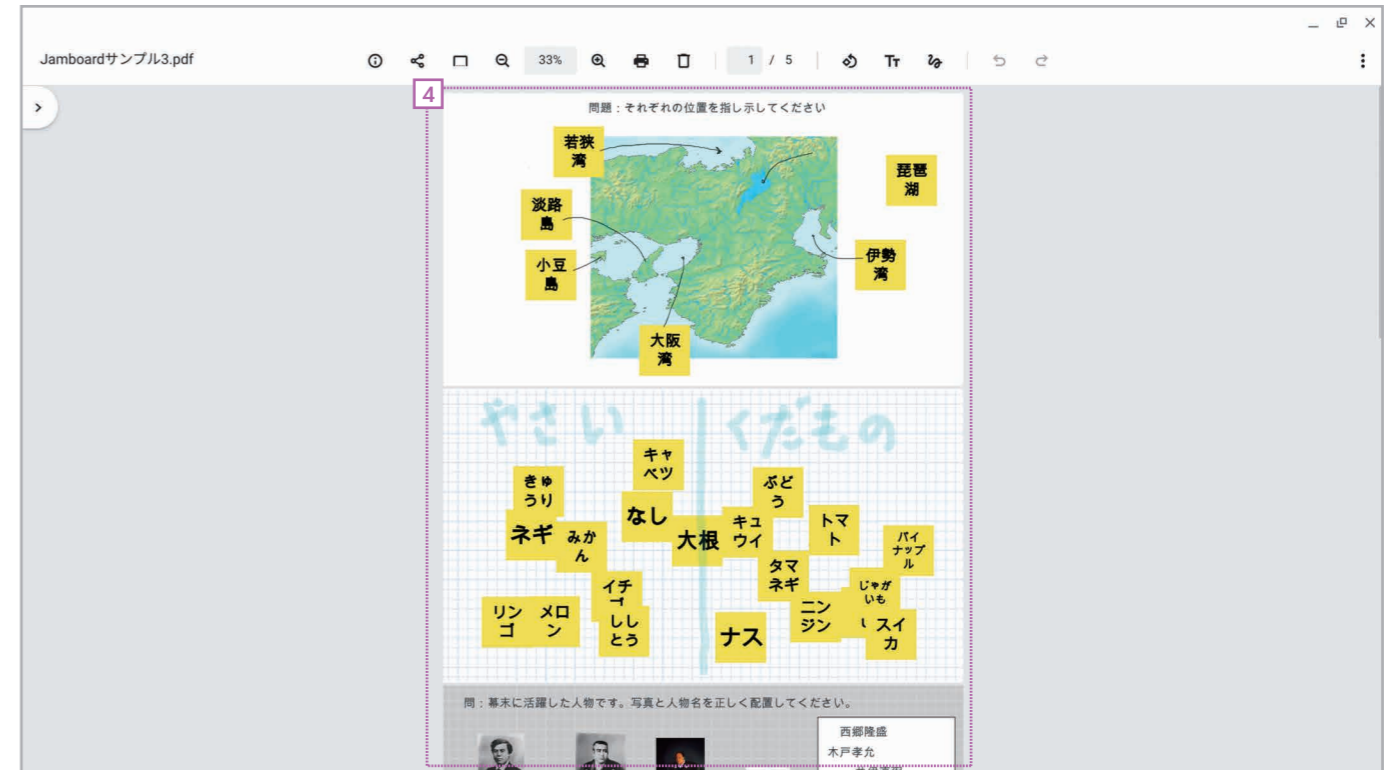 Jamboardサンプル3.pdf
33%
1 / 5
Tт
4
問題：それぞれの位置を指し示してください
若狭
湾
琵琶
湖
淡路
島
小豆
島
伊勢
湾
大阪
湾
やさい
くだもの
キャ
ベツ
きゅ
うり
ぶど
う
なし
ネギ
みか
ん
大根
キュ
ウイ
トマ
ト
パイ
ナップ
ル
タマ
ネギ
イチ
じゃが
いも
リン
ゴ
メロ
ン
しし
とう
ナス
ニン
ジン
スイ
カ
問：幕末に活躍した人物です。写真と人物名を正しく配置してください。
西郷隆盛
木戸孝允